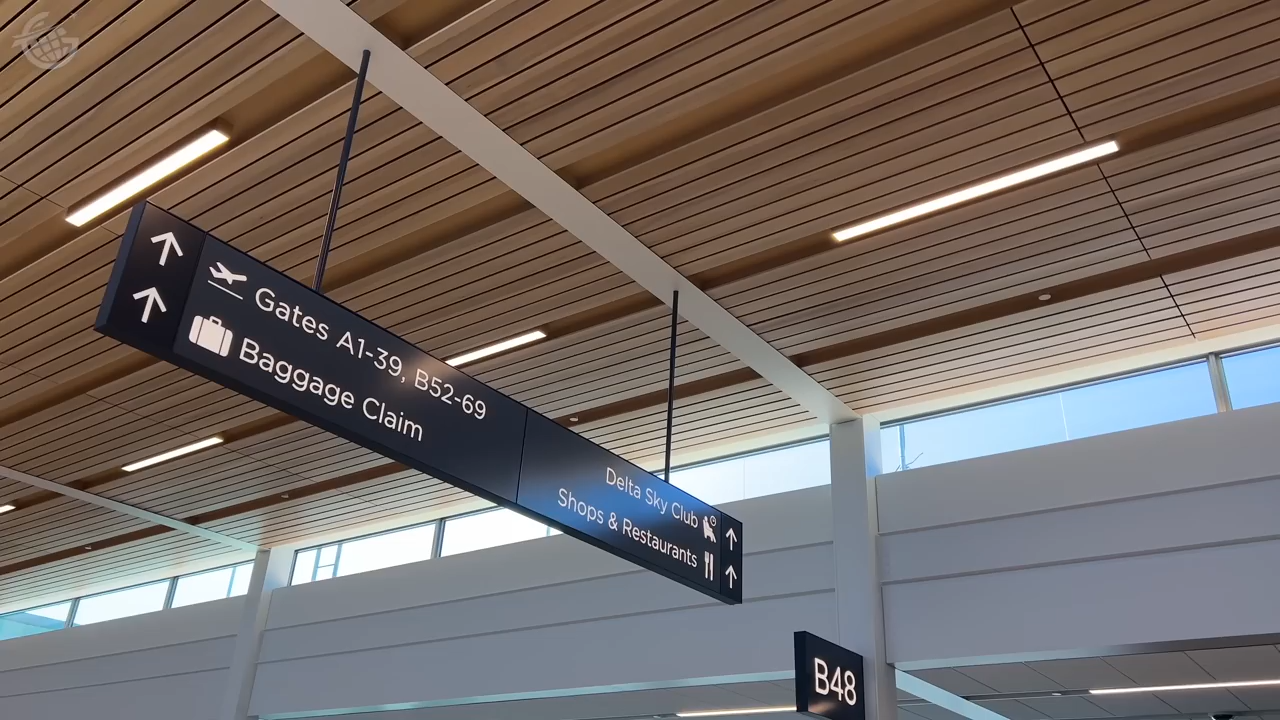 Gates A1-39, B52-69
Baggage Claim
Delta Sky Club
Shops & Restaurants
B48